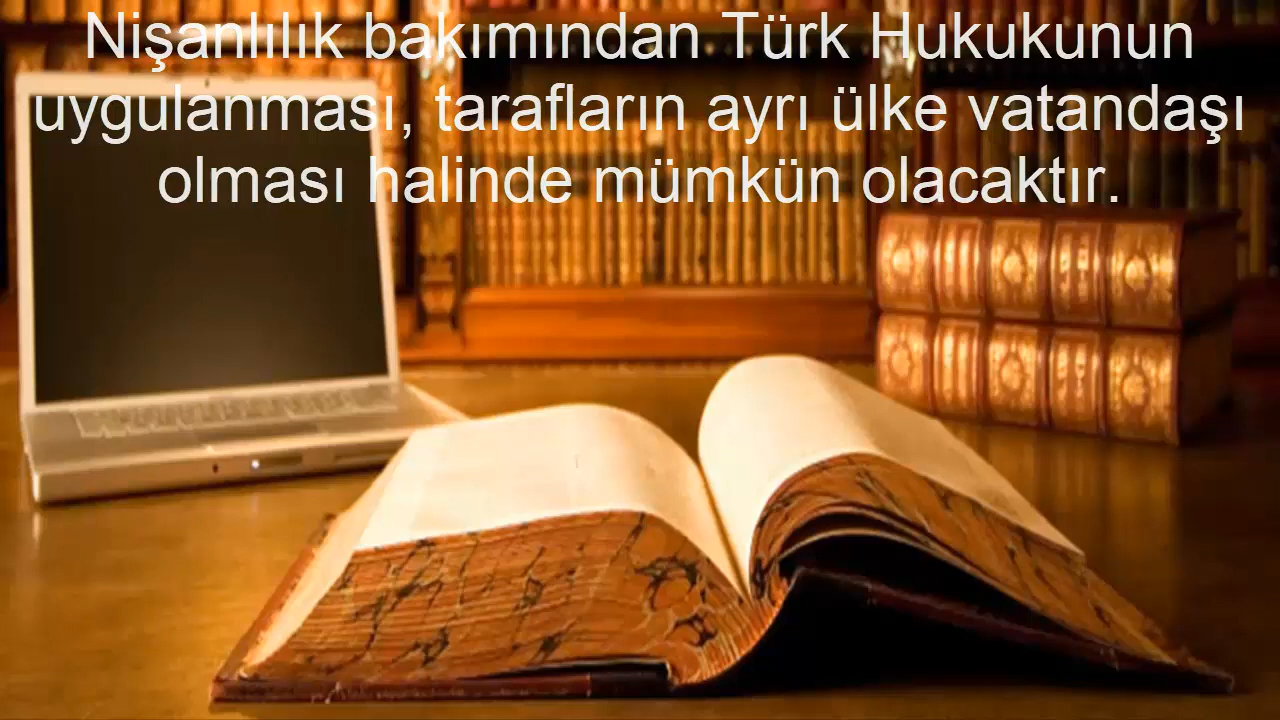 Nişanlılık bakımından Türk Hukukunun
uygulanması, tarafların ayrı ülke vatandaşı
olması halinde mümkün olacaktır.